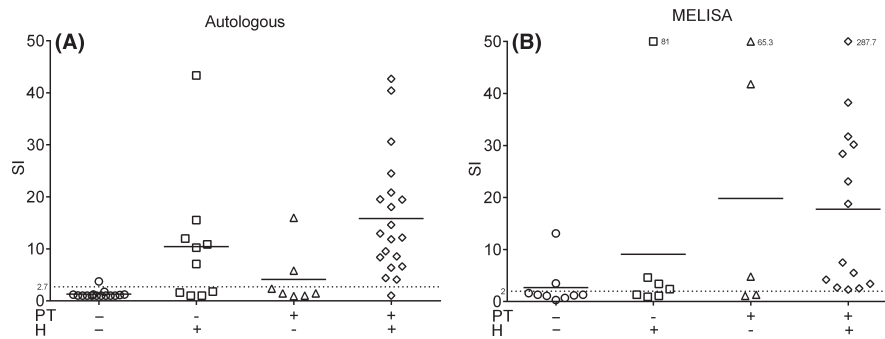 Autologous
(A)
50
40
30
20
10
2.7
0
SI
PT – - + +
H – + - +
MELISA
(B)
50
40
30
20
10
2
0
SI
81
65.3
287.7
PT – - + +
H – + - +